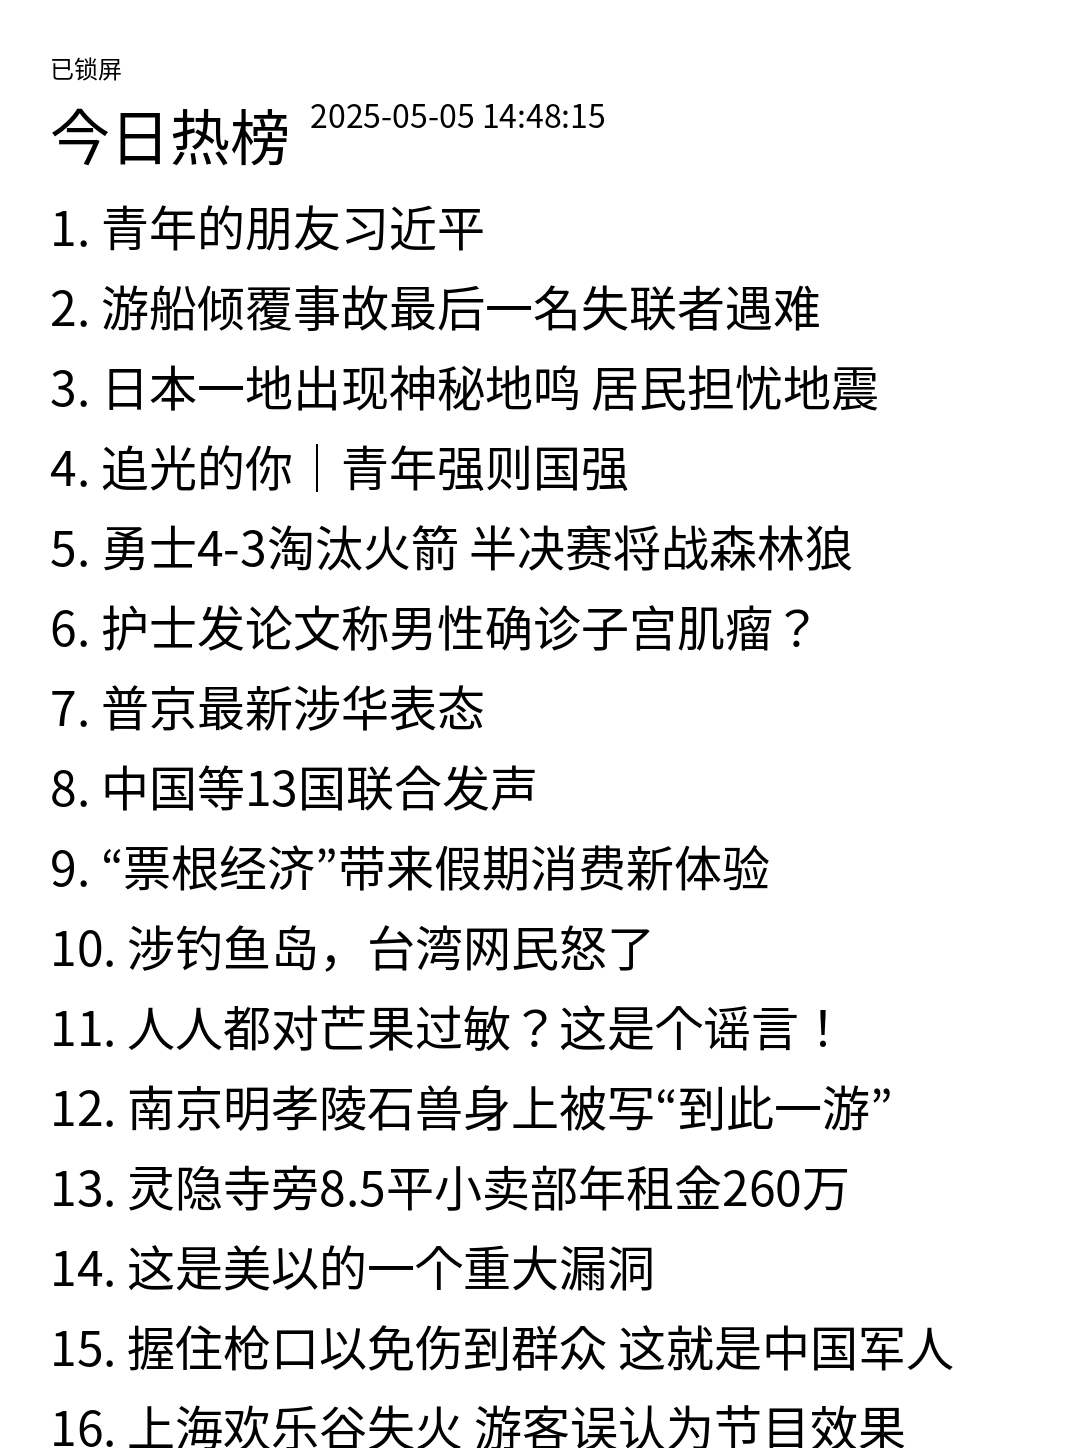 已锁屏
今日热榜 2025-05-05 14:48:15
1. 青年的朋友习近平
2. 游船倾覆事故最后一名失联者遇难
3. 日本一地出现神秘地鸣 居民担忧地震
4. 追光的你｜青年强则国强
5. 勇士4-3淘汰火箭 半决赛将战森林狼
6. 护士发论文称男性确诊子宫肌瘤？
7. 普京最新涉华表态
8. 中国等13国联合发声
9. “票根经济”带来假期消费新体验
10. 涉钓鱼岛，台湾网民怒了
11. 人人都对芒果过敏？这是个谣言！
12. 南京明孝陵石兽身上被写“到此一游”
13. 灵隐寺旁8.5平小卖部年租金260万
14. 这是美以的一个重大漏洞
15. 握住枪口以免伤到群众 这就是中国军人
16. 上海欢乐谷失火 游客误认为节目效果